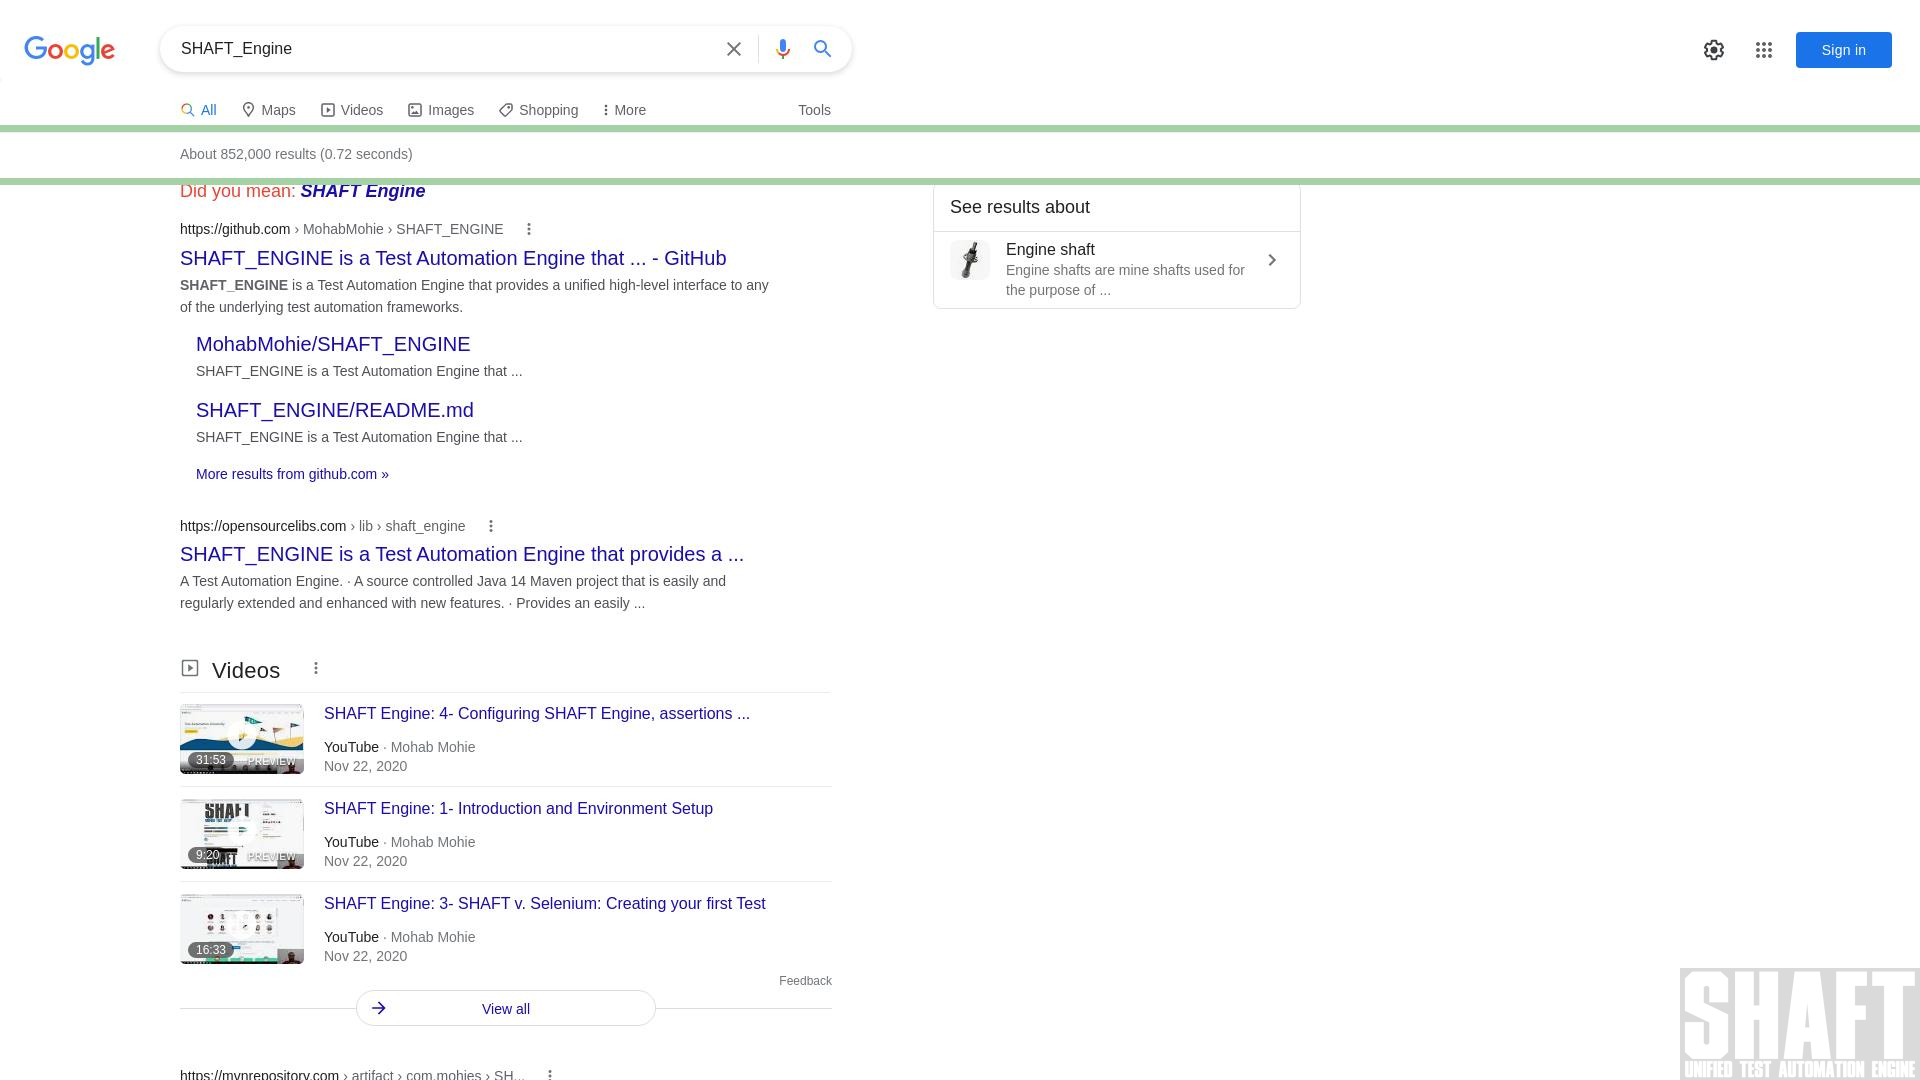 Google
SHAFT_Engine
Sign in
All
Maps
Videos
Images
Shopping
More
Tools
About 852,000 results (0.72 seconds)
Did you mean: SHAFT Engine
https://github.com › MohabMohie › SHAFT_ENGINE
SHAFT_ENGINE is a Test Automation Engine that ... - GitHub
SHAFT_ENGINE is a Test Automation Engine that provides a unified high-level interface to any
of the underlying test automation frameworks.
MohabMohie/SHAFT_ENGINE
SHAFT_ENGINE is a Test Automation Engine that ...
SHAFT_ENGINE/README.md
SHAFT_ENGINE is a Test Automation Engine that ...
More results from github.com »
https://opensourcelibs.com › lib › shaft_engine
SHAFT_ENGINE is a Test Automation Engine that provides a ...
A Test Automation Engine. · A source controlled Java 14 Maven project that is easily and
regularly extended and enhanced with new features. · Provides an easily ...
Videos
SHAFT Engine: 4- Configuring SHAFT Engine, assertions ...
31:53
PREVIEW
YouTube · Mohab Mohie
Nov 22, 2020
SHAFT
SHAFT Engine: 1- Introduction and Environment Setup
9:20
PREVIEW
SHAFT
YouTube · Mohab Mohie
Nov 22, 2020
SHAFT Engine: 3- SHAFT v. Selenium: Creating your first Test
16:33
YouTube · Mohab Mohie
Nov 22, 2020
Feedback
View all
https://mvnrepository.com › artifact › com.mohies › SH...
See results about
Engine shaft
Engine shafts are mine shafts used for
the purpose of ...
SHAFT
UNIFIED TEST AUTOMATION ENGINE